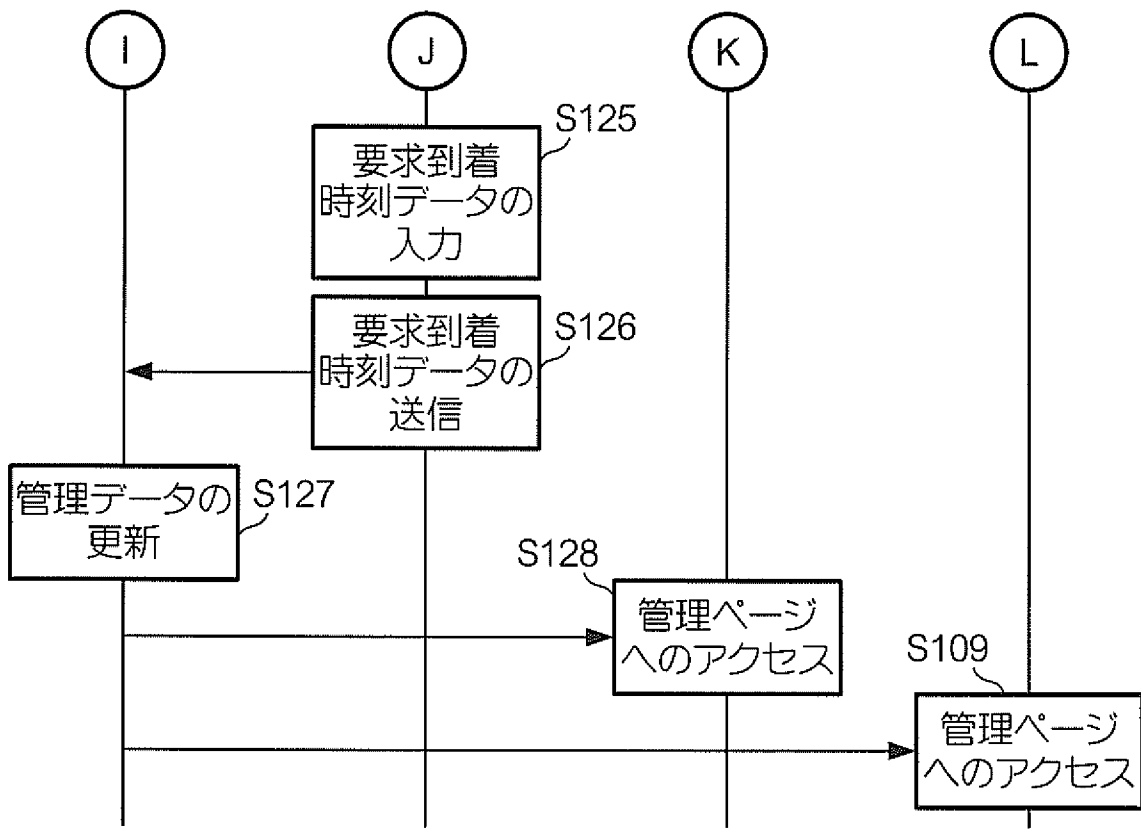 I
J
K
L
S125
要求到着
時刻データの
入力
S126
要求到着
時刻データの
送信
管理データの
更新
S127
S128
管理ページ
へのアクセス
S109
管理ページ
へのアクセス